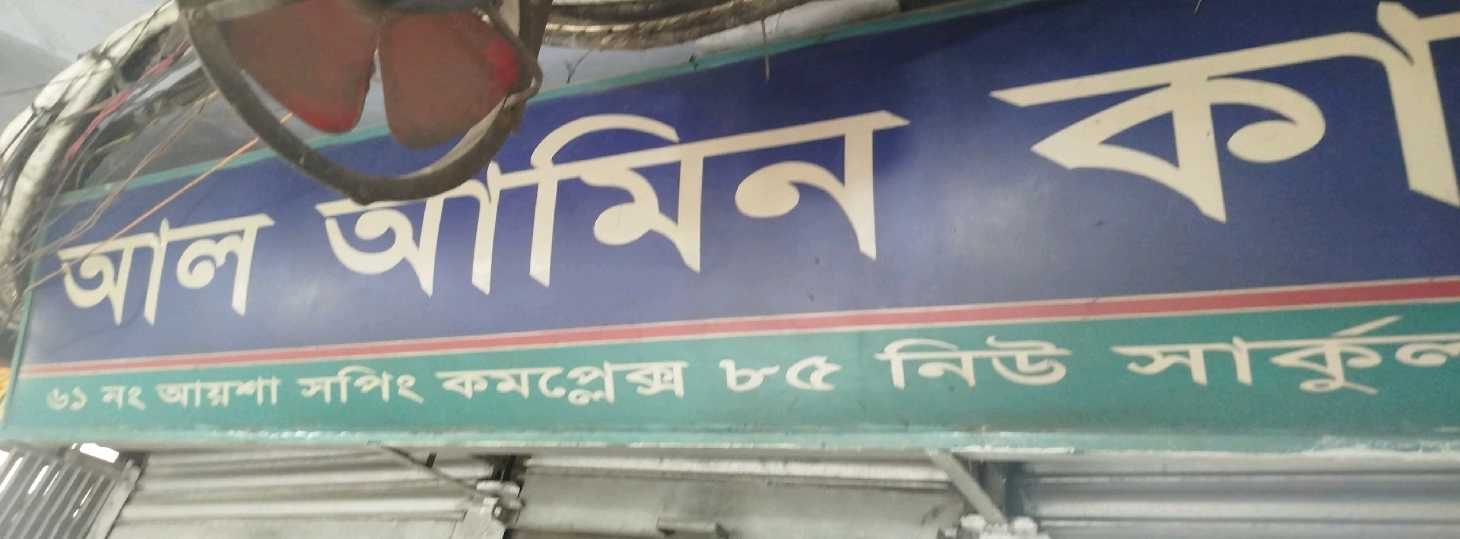 আল আমিন কা
৬১ নং আয়শা সপিং কমপ্লেক্স ৮৫ নিউ সার্কুল